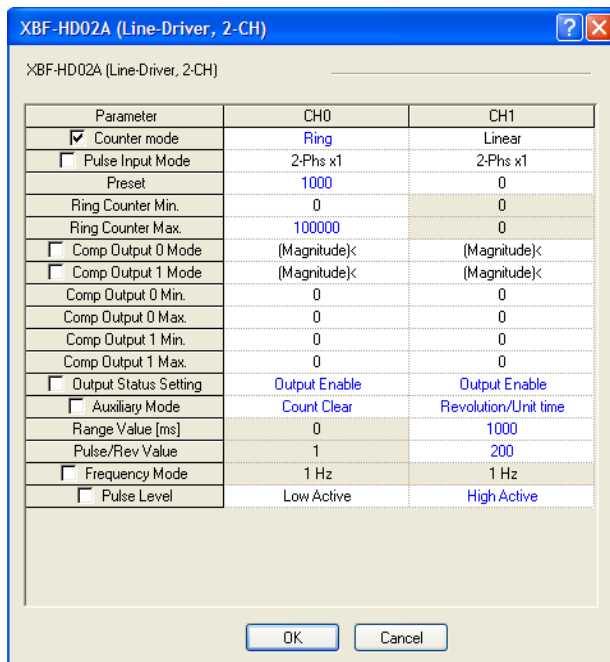 XBF-HD02A (Line-Driver, 2-CH)
XBF-HD02A (Line-Driver, 2-CH)
Parameter CH0 CH1
Counter mode Ring Linear
Pulse Input Mode 2-Phs x1 2-Phs x1
Preset 1000 0
Ring Counter Min. 0 0
Ring Counter Max. 100000 0
Comp Output 0 Mode (Magnitude)< (Magnitude)<
Comp Output 1 Mode (Magnitude)< (Magnitude)<
Comp Output 0 Min. 0 0
Comp Output 0 Max. 0 0
Comp Output 1 Min. 0 0
Comp Output 1 Max. 0 0
Output Status Setting Output Enable Output Enable
Auxiliary Mode Count Clear Revolution/Unit time
Range Value [ms] 0 1000
Pulse/Rev Value 1 200
Frequency Mode 1 Hz 1 Hz
Pulse Level Low Active High Active
OK Cancel